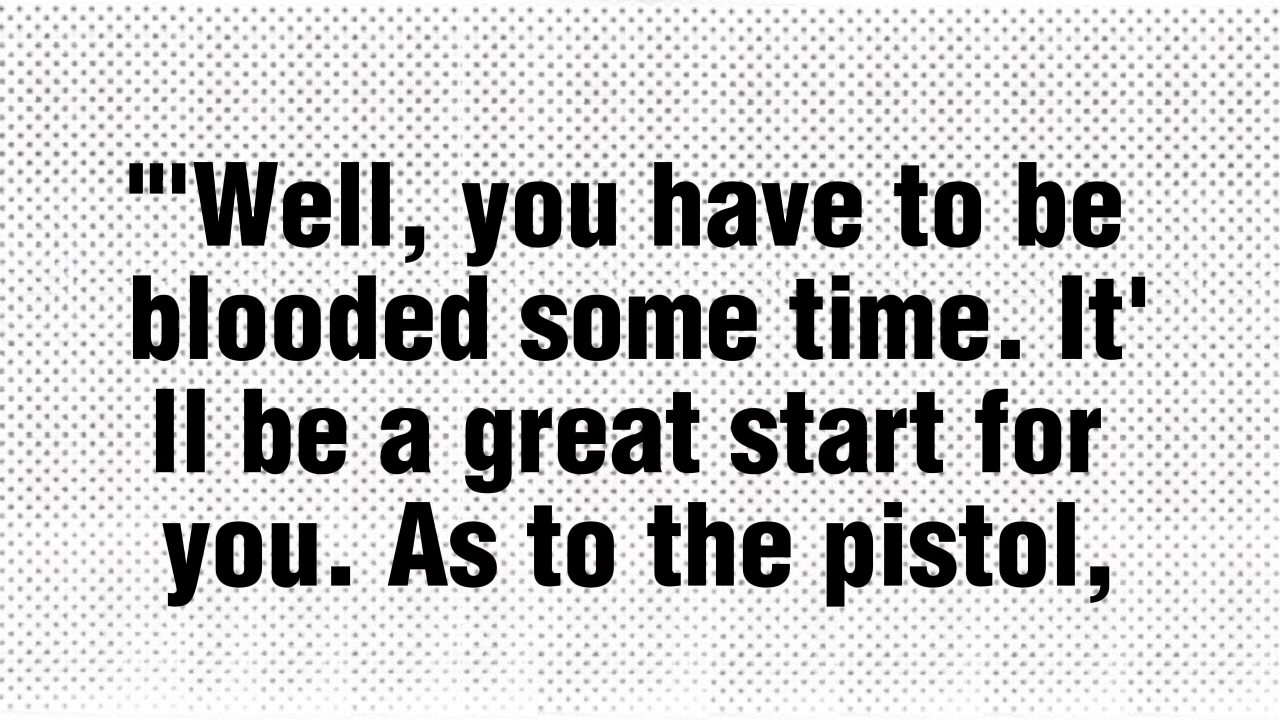 "'Well, you have to be
blooded some time. It'
ll be a great start for
you. As to the pistol,